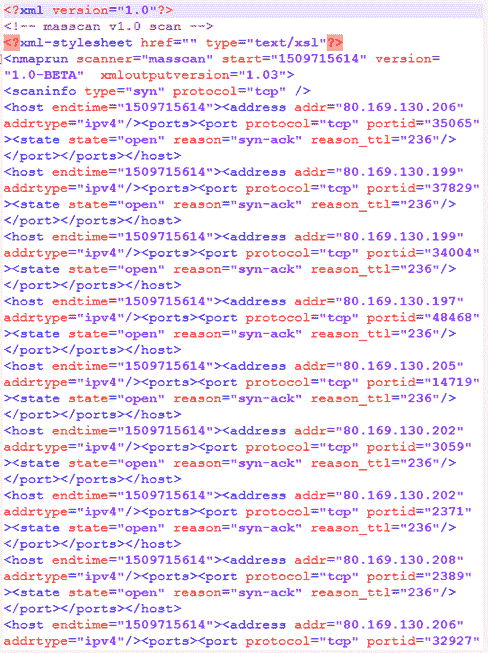 <?xml version="1.0"?>
<!-- masscan v1.0 scan -->
<?xml-stylesheet href="" type="text/xsl"?>
<nmaprun scanner="masscan" start="1509715614" version=
"1.0-BETA"  xmloutputversion="1.03">
<scaninfo type="syn" protocol="tcp" />
<host endtime="1509715614"><address addr="80.169.130.206"
addrtype="ipv4"/><ports><port protocol="tcp" portid="35065"
><state state="open" reason="syn-ack" reason_ttl="236"/>
</port></ports></host>
<host endtime="1509715614"><address addr="80.169.130.199"
addrtype="ipv4"/><ports><port protocol="tcp" portid="37829"
><state state="open" reason="syn-ack" reason_ttl="236"/>
</port></ports></host>
<host endtime="1509715614"><address addr="80.169.130.199"
addrtype="ipv4"/><ports><port protocol="tcp" portid="34004"
><state state="open" reason="syn-ack" reason_ttl="236"/>
</port></ports></host>
<host endtime="1509715614"><address addr="80.169.130.197"
addrtype="ipv4"/><ports><port protocol="tcp" portid="48468"
><state state="open" reason="syn-ack" reason_ttl="236"/>
</port></ports></host>
<host endtime="1509715614"><address addr="80.169.130.205"
addrtype="ipv4"/><ports><port protocol="tcp" portid="14719"
><state state="open" reason="syn-ack" reason_ttl="236"/>
</port></ports></host>
<host endtime="1509715614"><address addr="80.169.130.202"
addrtype="ipv4"/><ports><port protocol="tcp" portid="3059"
><state state="open" reason="syn-ack" reason_ttl="236"/>
</port></ports></host>
<host endtime="1509715614"><address addr="80.169.130.202"
addrtype="ipv4"/><ports><port protocol="tcp" portid="2371"
><state state="open" reason="syn-ack" reason_ttl="236"/>
</port></ports></host>
<host endtime="1509715614"><address addr="80.169.130.208"
addrtype="ipv4"/><ports><port protocol="tcp" portid="2389"
><state state="open" reason="syn-ack" reason_ttl="236"/>
</port></ports></host>
<host endtime="1509715614"><address addr="80.169.130.206"
addrtype="ipv4"/><ports><port protocol="tcp" portid="32927"